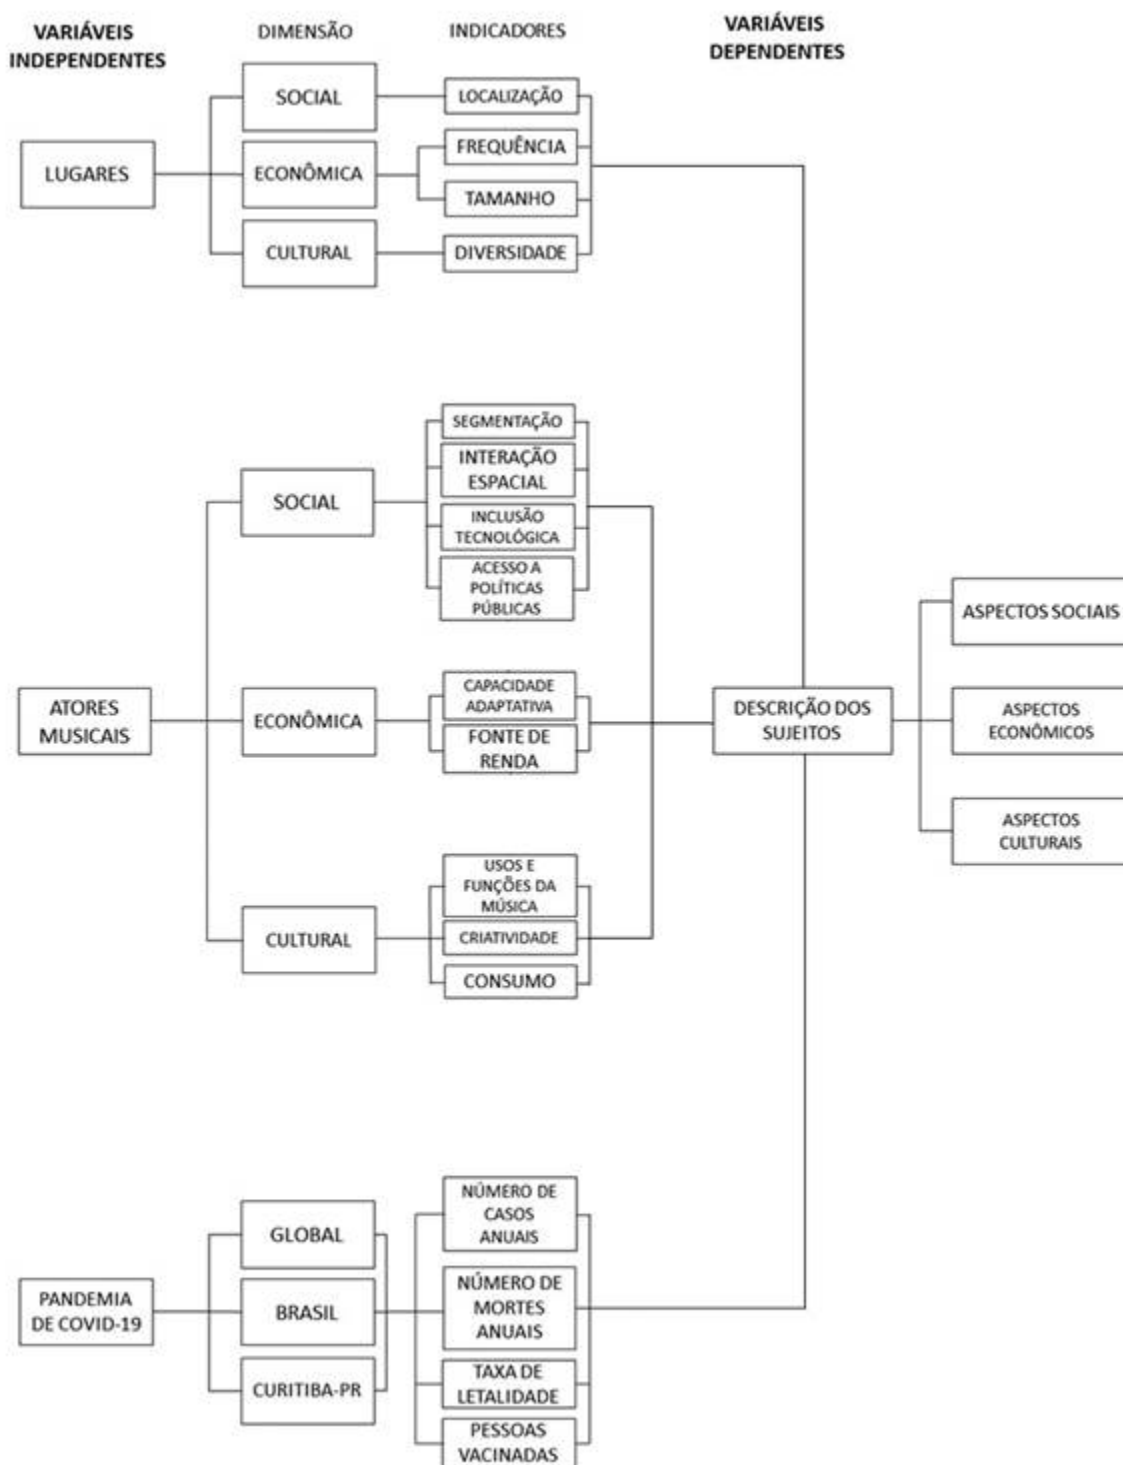 VARIÁVEIS
INDEPENDENTES
DIMENSÃO
INDICADORES
VARIÁVEIS
DEPENDENTES
LUGARES
SOCIAL
ECONÔMICA
CULTURAL
LOCALIZAÇÃO
FREQUÊNCIA
TAMANHO
DIVERSIDADE
ATORES
MUSICAIS
SOCIAL
SEGMENTAÇÃO
INTERAÇÃO
ESPACIAL
INCLUSÃO
TECNOLÓGICA
ACESSO A
POLÍTICAS
PÚBLICAS
ECONÔMICA
CAPACIDADE
ADAPTATIVA
FONTE DE
RENDA
CULTURAL
USOS E
FUNÇÕES DA
MÚSICA
CRIATIVIDADE
CONSUMO
DESCRIÇÃO DOS
SUJEITOS
ASPECTOS SOCIAIS
ASPECTOS
ECONÔMICOS
ASPECTOS
CULTURAIS
PANDEMIA
DE COVID-19
GLOBAL
BRASIL
CURITIBA-PR
NÚMERO DE
CASOS
ANUAIS
NÚMERO DE
MORTES
ANUAIS
TAXA DE
LETALIDADE
PESSOAS
VACINADAS